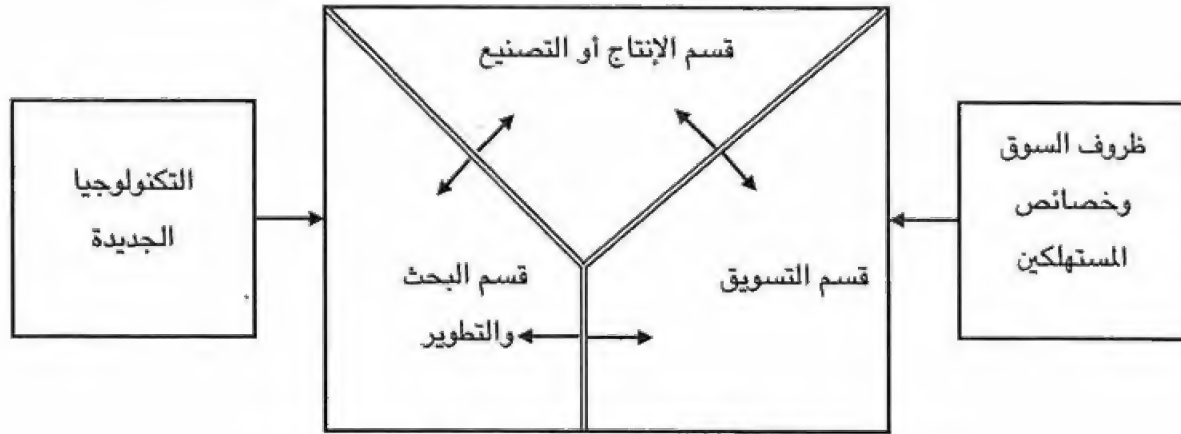 قسم الإنتاج أو التصنيع
ظروف السوق
وخصائص
المستهلكين
قسم التسويق
قسم البحث
والتطوير
التكنولوجيا
الجديدة